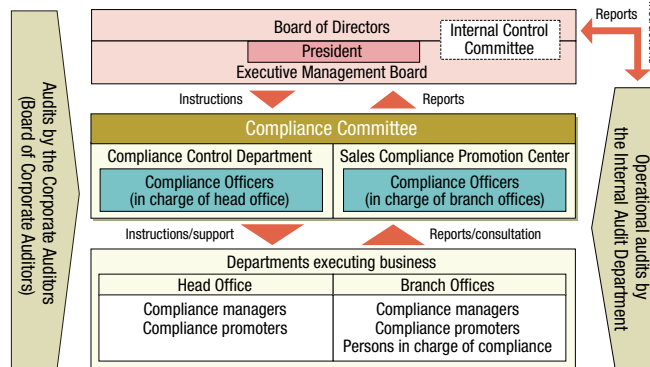 Board of Directors
Internal Control
Committee
President
Executive Management Board
Reports
Instructions
Reports
Compliance Committee
Compliance Control Department
Sales Compliance Promotion Center
Compliance Officers
(in charge of head office)
Compliance Officers
(in charge of branch offices)
Instructions/support
Reports/consultation
Departments executing business
Head Office
Branch Offices
Compliance managers
Compliance promoters
Compliance managers
Compliance promoters
Persons in charge of compliance
Audits by the Corporate Auditors
(Board of Corporate Auditors)
Operational audits by
the Internal Audit Department